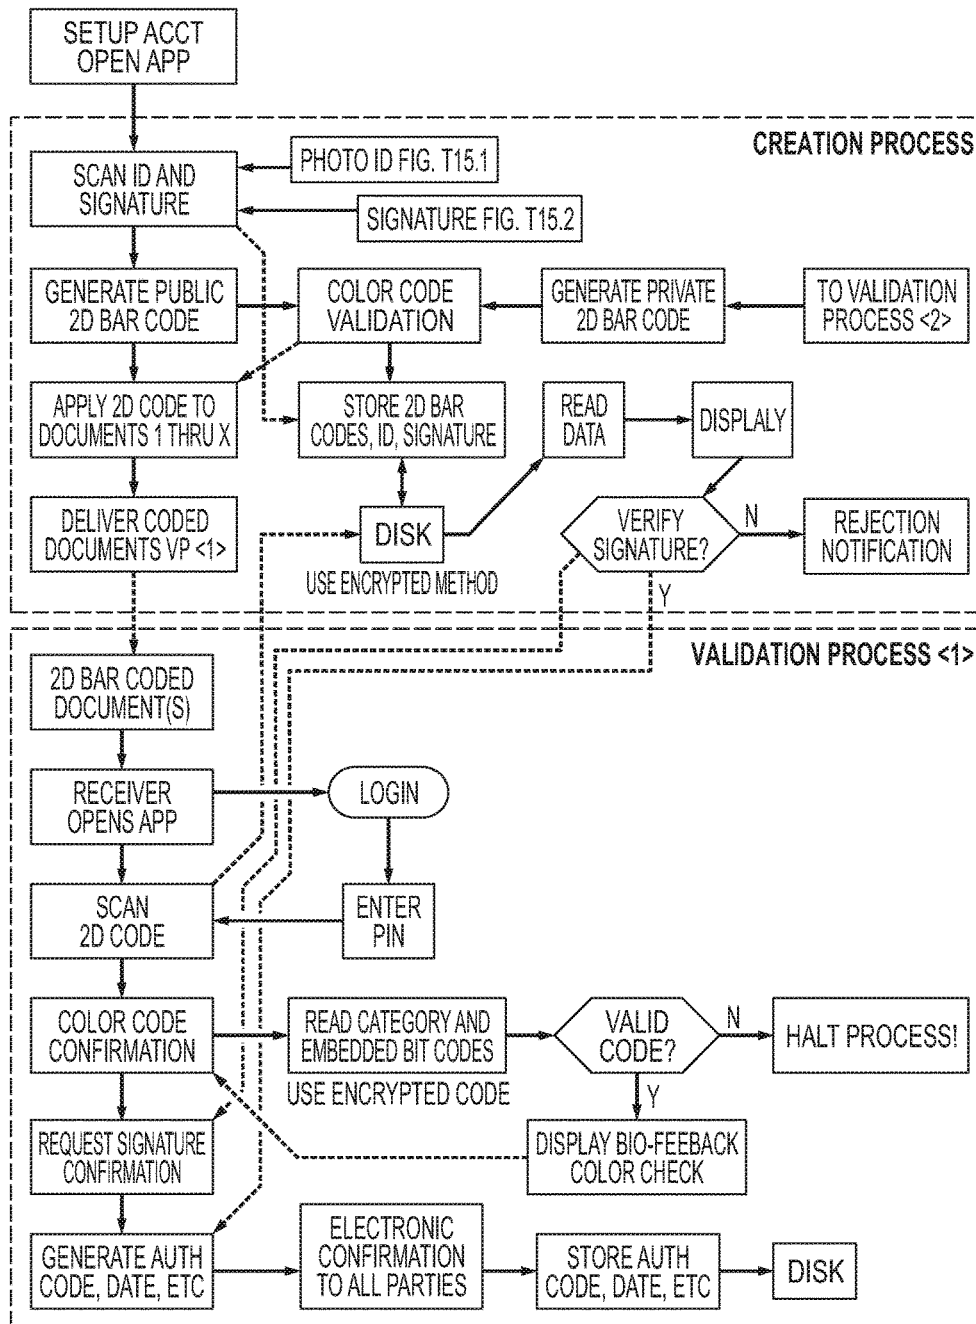 SETUP ACCT
OPEN APP
CREATION PROCESS
SCAN ID AND
SIGNATURE
PHOTO ID FIG. T15.1
SIGNATURE FIG. T15.2
GENERATE PUBLIC
2D BAR CODE
COLOR CODE
VALIDATION
GENERATE PRIVATE
2D BAR CODE
TO VALIDATION
PROCESS <2>
APPLY 2D CODE TO
DOCUMENTS 1 THRU X
STORE 2D BAR
CODES, ID, SIGNATURE
READ
DATA
DISPLALY
DELIVER CODED
DOCUMENTS VP <1>
DISK
USE ENCRYPTED METHOD
VERIFY
SIGNATURE?
N
Y
REJECTION
NOTIFICATION
VALIDATION PROCESS <1>
2D BAR CODED
DOCUMENT(S)
RECEIVER
OPENS APP
LOGIN
SCAN
2D CODE
ENTER
PIN
COLOR CODE
CONFIRMATION
READ CATEGORY AND
EMBEDDED BIT CODES
USE ENCRYPTED CODE
VALID
CODE?
N
Y
HALT PROCESS!
REQUEST SIGNATURE
CONFIRMATION
DISPLAY BIO-FEEBACK
COLOR CHECK
GENERATE AUTH
CODE, DATE, ETC
ELECTRONIC
CONFIRMATION
TO ALL PARTIES
STORE AUTH
CODE, DATE, ETC
DISK